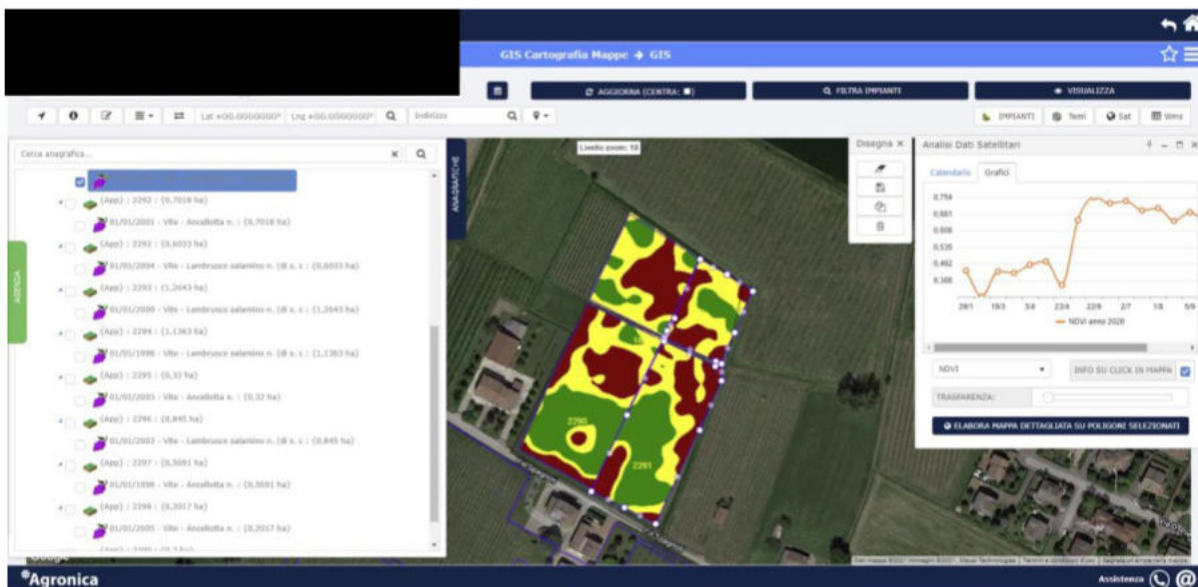 GIS Cartografia Mappe → GIS
AGGIORNA (CENTRA: ■)
FILTRA IMPIANTI
VISUALIZZA
Lat +00.0000000°
Lng +00.0000000°
Indirizzo
IMPIANTI
Temi
Sat
Wms
Cerca anagrafica...
(App) : 2292 : (0,7018 ha)
01/01/2001 - Vite - Ancellotta n. : (0,7018 ha)
(App) : 2292 : (0,6033 ha)
01/01/2004 - Vite - Lambrusco salamino n. (di s. c : (0,6033 ha)
(App) : 2293 : (1,2643 ha)
01/01/2009 - Vite - Lambrusco salamino n. (di s. c : (1,2643 ha)
(App) : 2294 : (1,1363 ha)
01/01/1998 - Vite - Lambrusco salamino n. (di s. c : (1,1363 ha)
(App) : 2295 : (0,32 ha)
01/01/2003 - Vite - Ancellotta n. : (0,32 ha)
(App) : 2296 : (0,845 ha)
01/01/2003 - Vite - Lambrusco salamino n. (di s. c : (0,845 ha)
(App) : 2297 : (0,5091 ha)
01/01/1998 - Vite - Ancellotta n. : (0,5091 ha)
(App) : 2298 : (0,2017 ha)
01/01/2005 - Vite - Ancellotta n. : (0,2017 ha)
AGENDA
ANAGRAFICHE
Livello zoom: 18
2290
2291
Disegna
Analisi Dati Satellitari
Calendario
Grafici
0,754
0,681
0,608
0,535
0,462
0,388
28/1 19/3 3/4 23/4 22/6 2/7 1/8 5/9
NDVI anno 2020
NDVI
INFO SU CLICK IN MAPPA
TRASPARENZA:
ELABORA MAPPA DETTAGLIATA SU POLIGONI SELEZIONATI
Google
Agronica
Assistenza